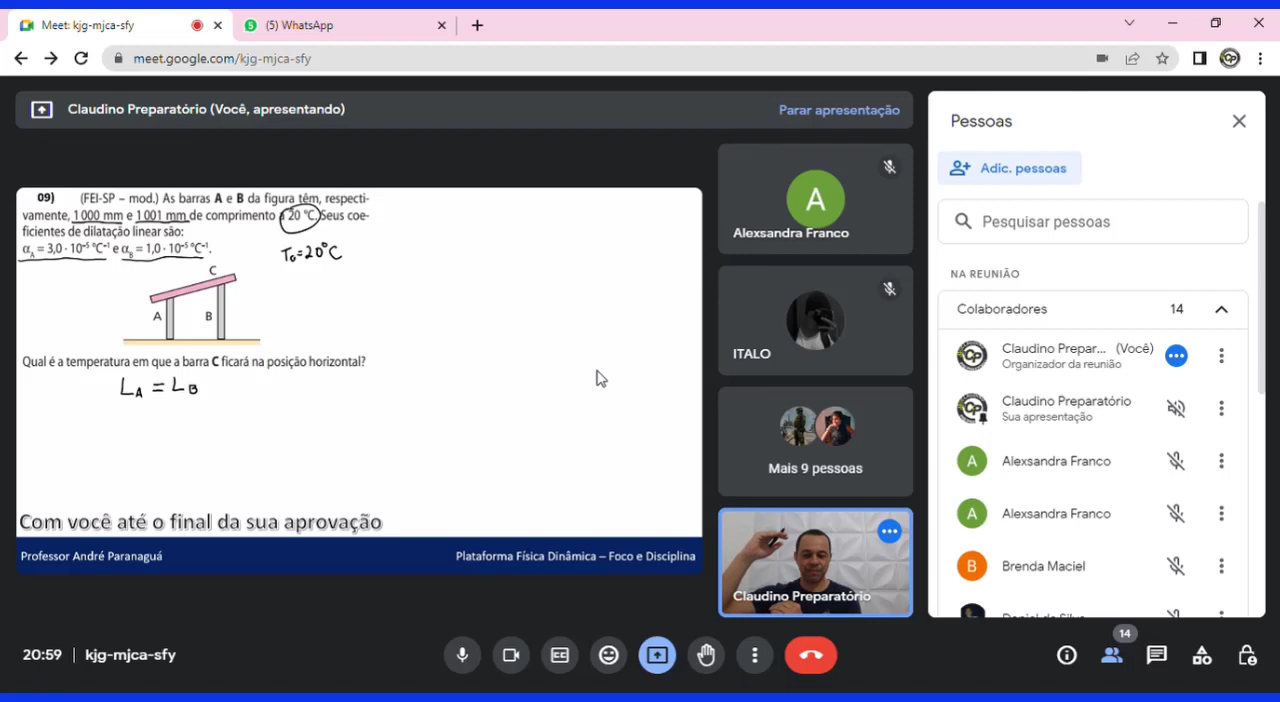 Meet: kjg-mjca-sfy
(5) WhatsApp
meet.google.com/kjg-mjca-sfy
Claudino Preparatório (Você, apresentando)
Parar apresentação
09) (FEI-SP – mod.) As barras A e B da figura têm, respecti-
vamente, 1 000 mm e 1 001 mm de comprimento a 20 °C. Seus coe-
ficientes de dilatação linear são:
α_A = 3,0 · 10⁻⁵ °C⁻¹ e α_B = 1,0 · 10⁻⁵ °C⁻¹.
T₀=20°C
C
A
B
Qual é a temperatura em que a barra C ficará na posição horizontal?
L_A = L_B
Com você até o final da sua aprovação
Professor André Paranaguá
Plataforma Física Dinâmica – Foco e Disciplina
A
Alexsandra Franco
ITALO
Mais 9 pessoas
Claudino Preparatório
Pessoas
Adic. pessoas
Pesquisar pessoas
NA REUNIÃO
Colaboradores 14
Claudino Prepar... (Você)
Organizador da reunião
Claudino Preparatório
Sua apresentação
A Alexsandra Franco
A Alexsandra Franco
B Brenda Maciel
20:59 | kjg-mjca-sfy
14